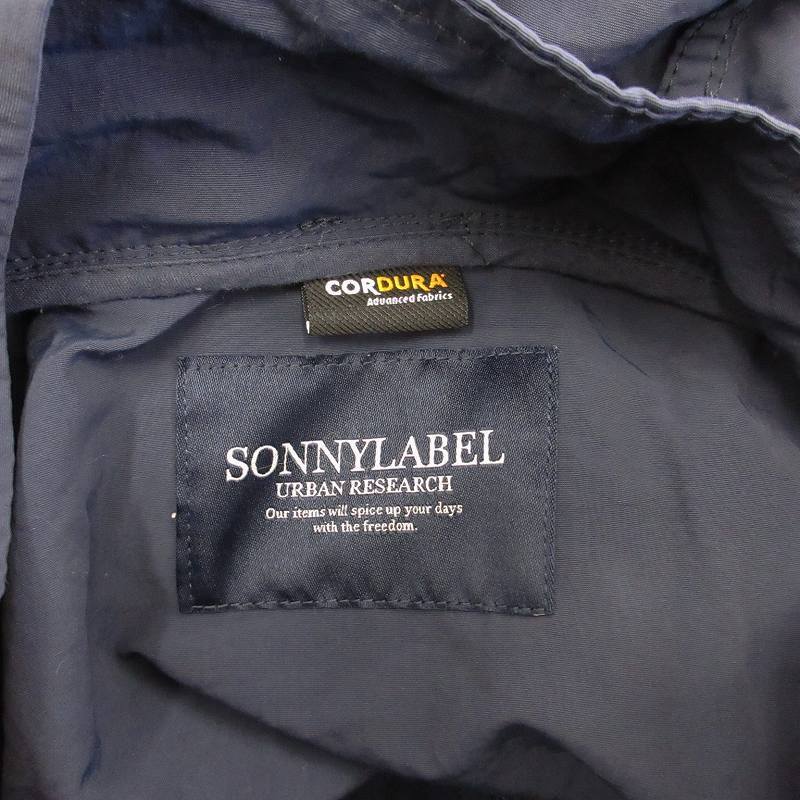 CORDURA
Advanced Fabrics
SONNYLABEL
URBAN RESEARCH
Our items will spice up your days
with the freedom.